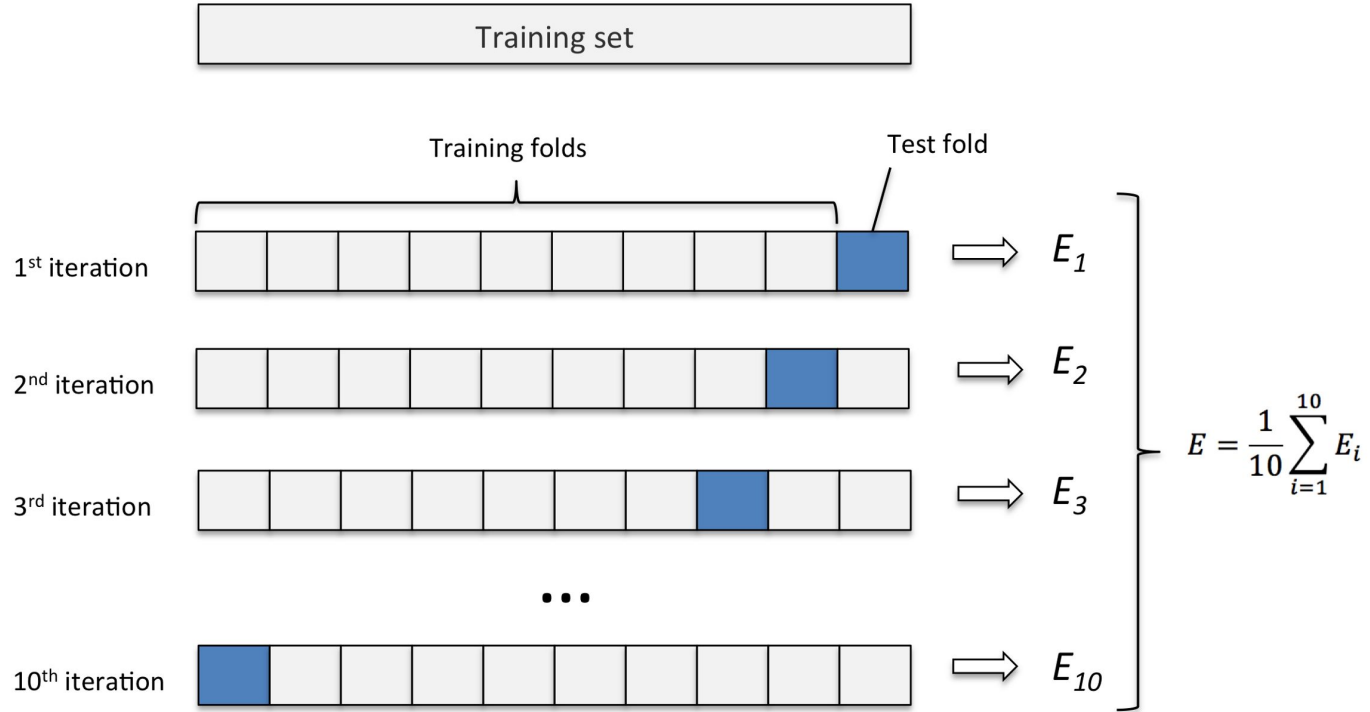 Training set
Training folds
Test fold
1st iteration
E1
2nd iteration
E2
3rd iteration
E3
...
10th iteration
E10
E = 1/10 ∑_{i=1}^{10} E_i